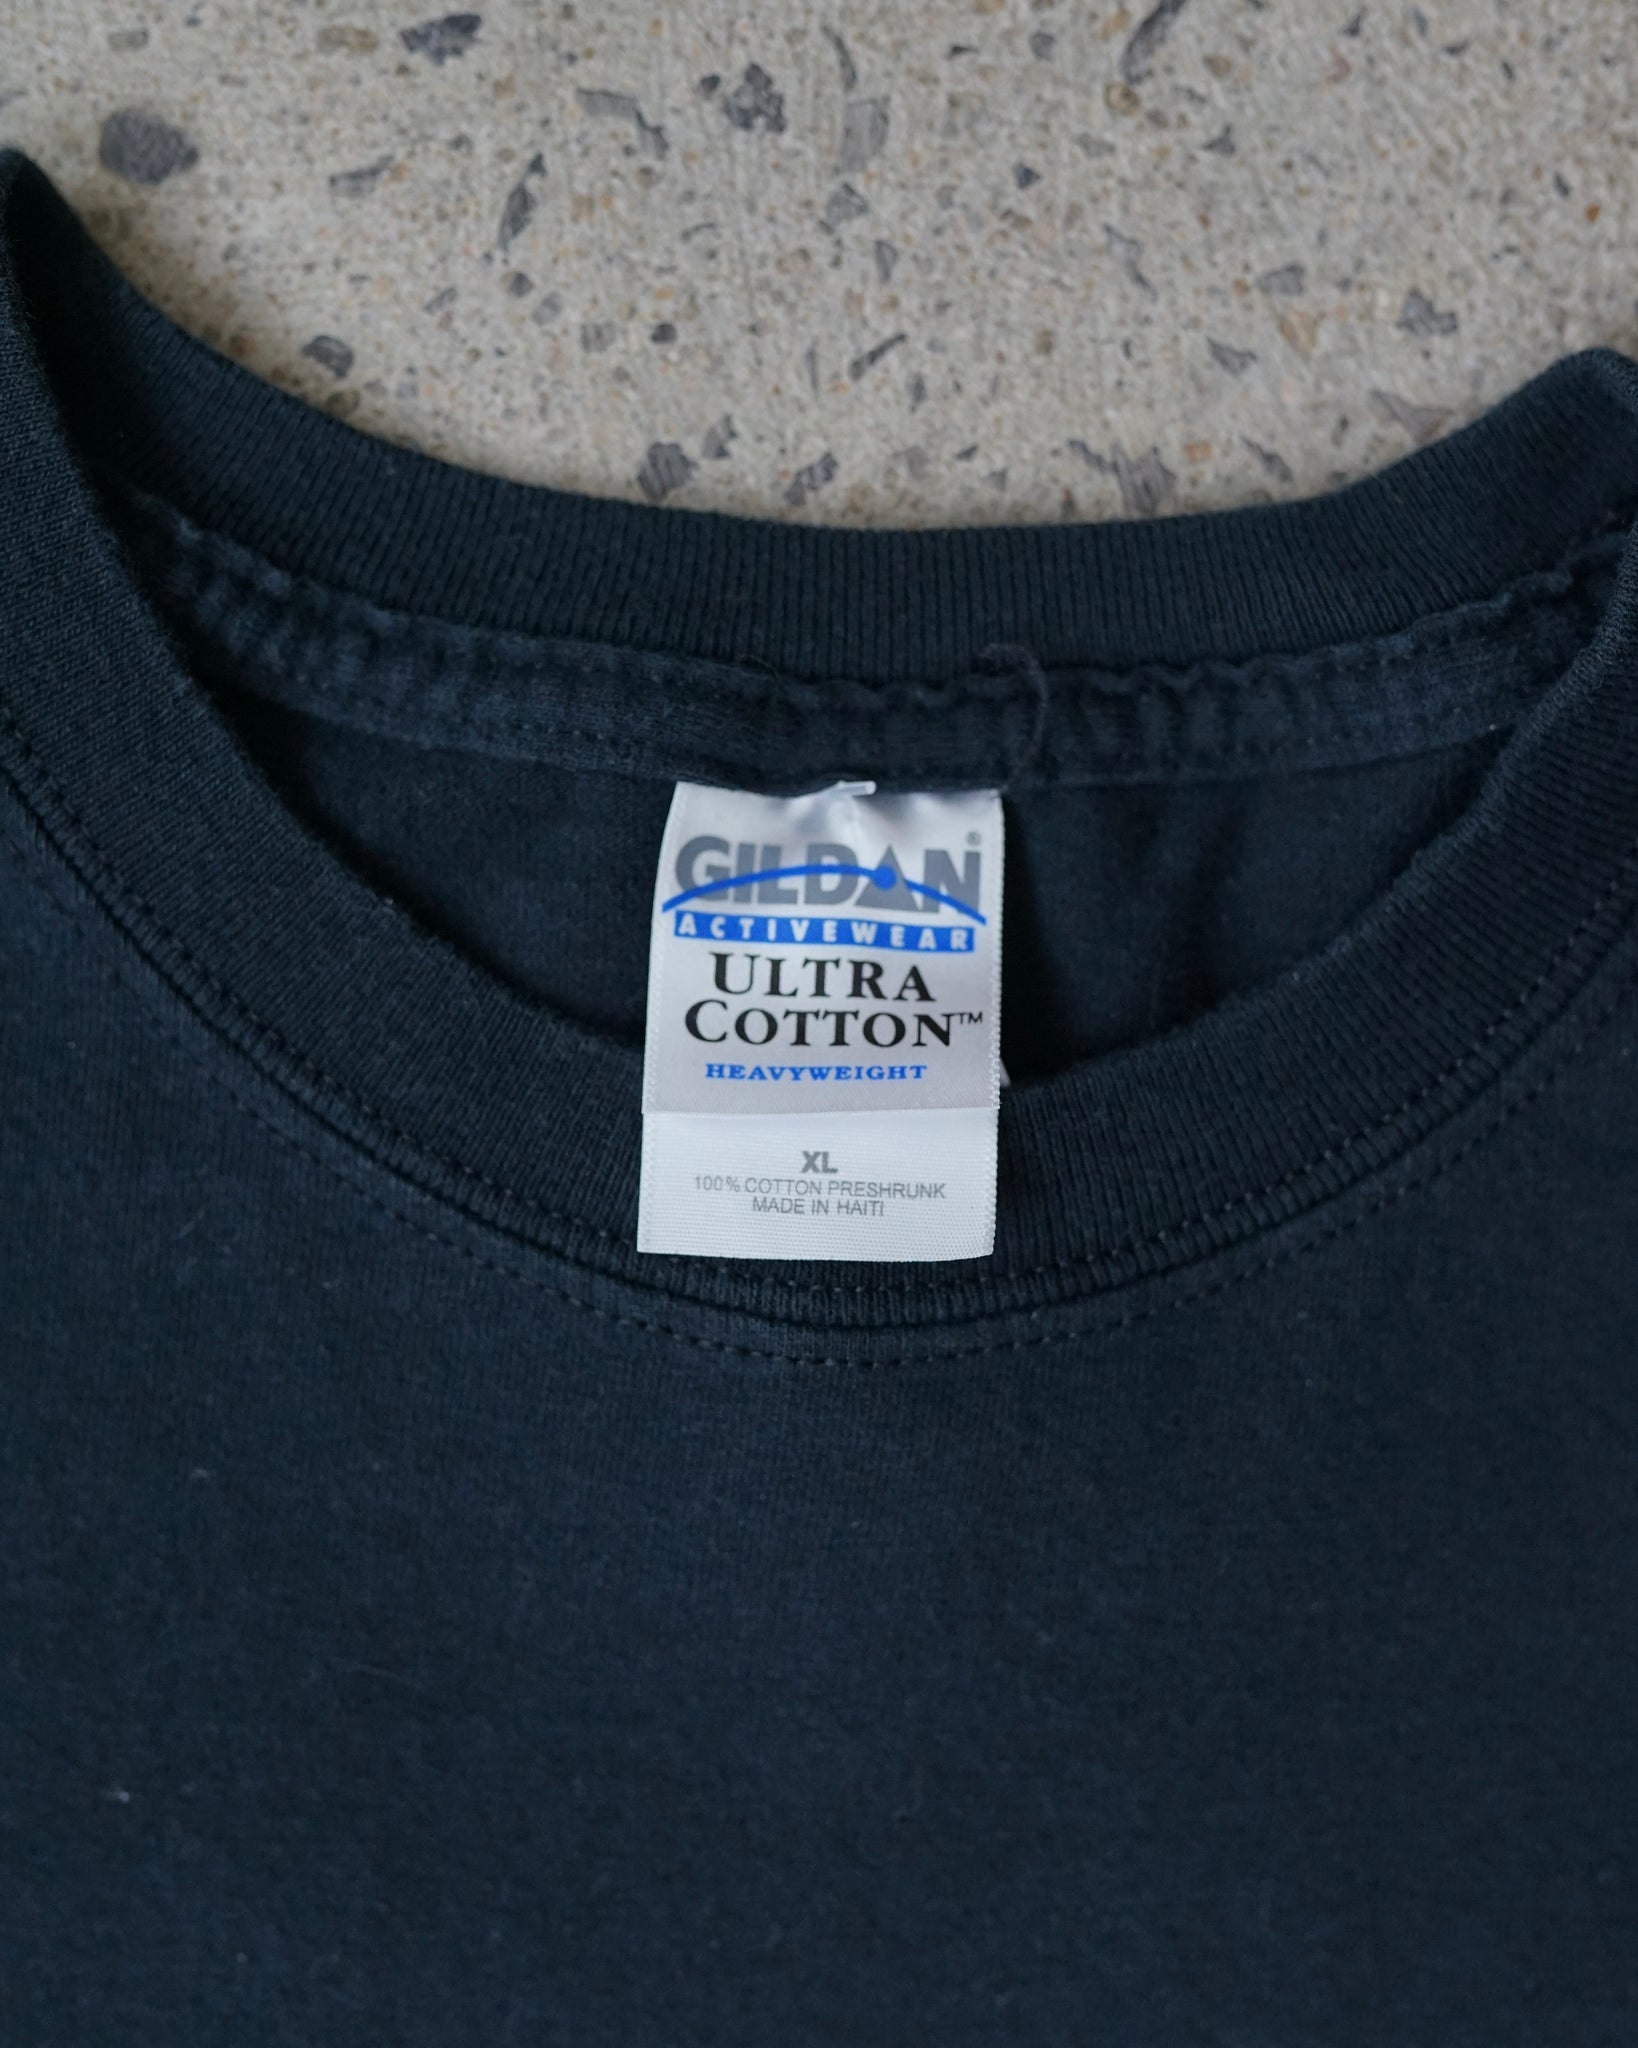 GILDAN®
ACTIVEWEAR
ULTRA
COTTON™
HEAVYWEIGHT
XL
100% COTTON PRESHRUNK
MADE IN HAITI